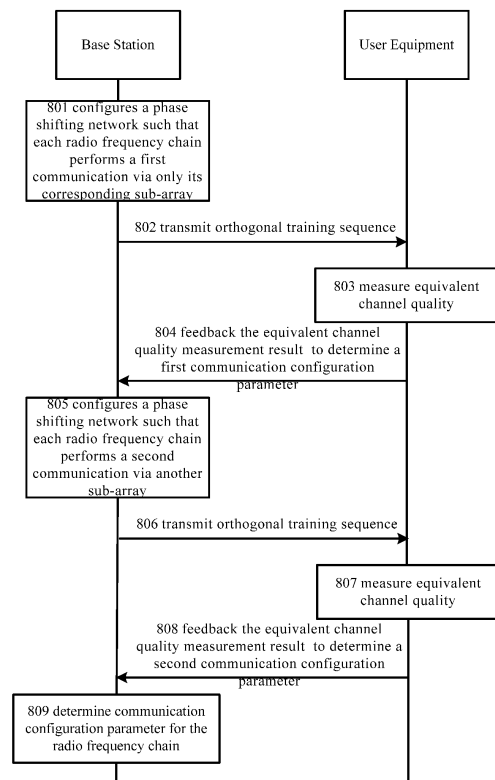 Base Station
User Equipment
801 configures a phase
shifting network such that
each radio frequency chain
performs a first
communication via only its
corresponding sub-array
802 transmit orthogonal training sequence
803 measure equivalent
channel quality
804 feedback the equivalent channel
quality measurement result to determine a
first communication configuration
parameter
805 configures a phase
shifting network such that
each radio frequency chain
performs a second
communication via another
sub-array
806 transmit orthogonal training sequence
807 measure equivalent
channel quality
808 feedback the equivalent channel
quality measurement result to determine a
second communication configuration
parameter
809 determine communication
configuration parameter for the
radio frequency chain